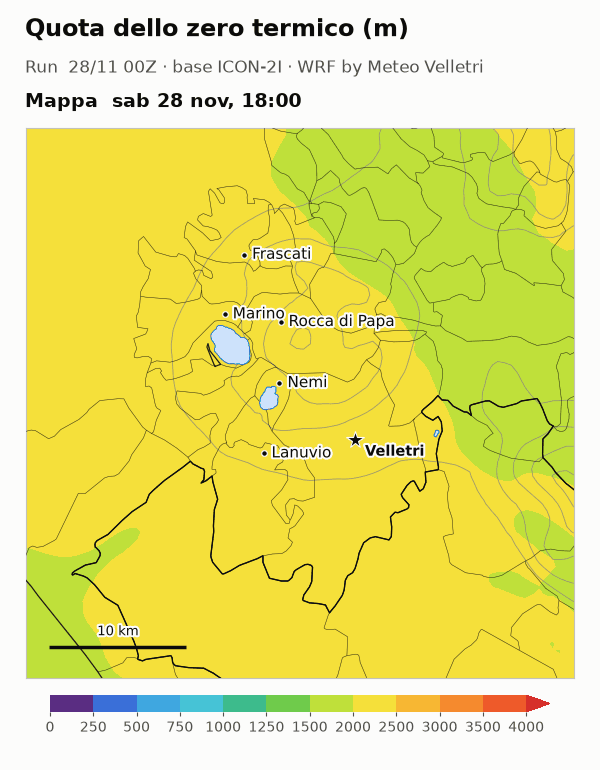 Quota dello zero termico (m)
Run 28/11 00Z · base ICON-2I · WRF by Meteo Velletri
Mappa sab 28 nov, 18:00
Frascati
Marino
Rocca di Papa
Nemi
Velletri
Lanuvio
10 km
0 250 500 750 1000 1250 1500 2000 2500 3000 3500 4000